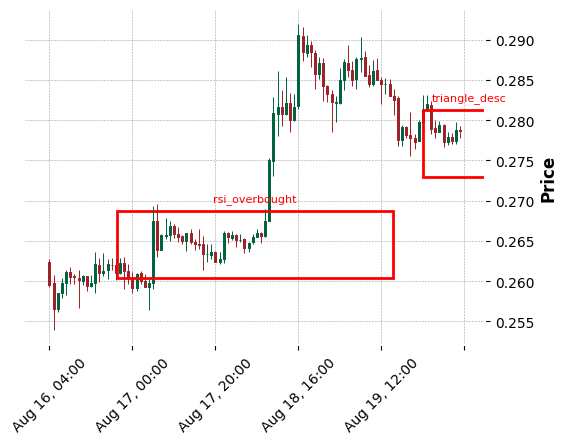 0.290
0.285
triangle_desc
0.280
0.275
Price
0.270
rsi_overbought
0.265
0.260
0.255
Aug 16, 04:00
Aug 17, 00:00
Aug 17, 20:00
Aug 18, 16:00
Aug 19, 12:00